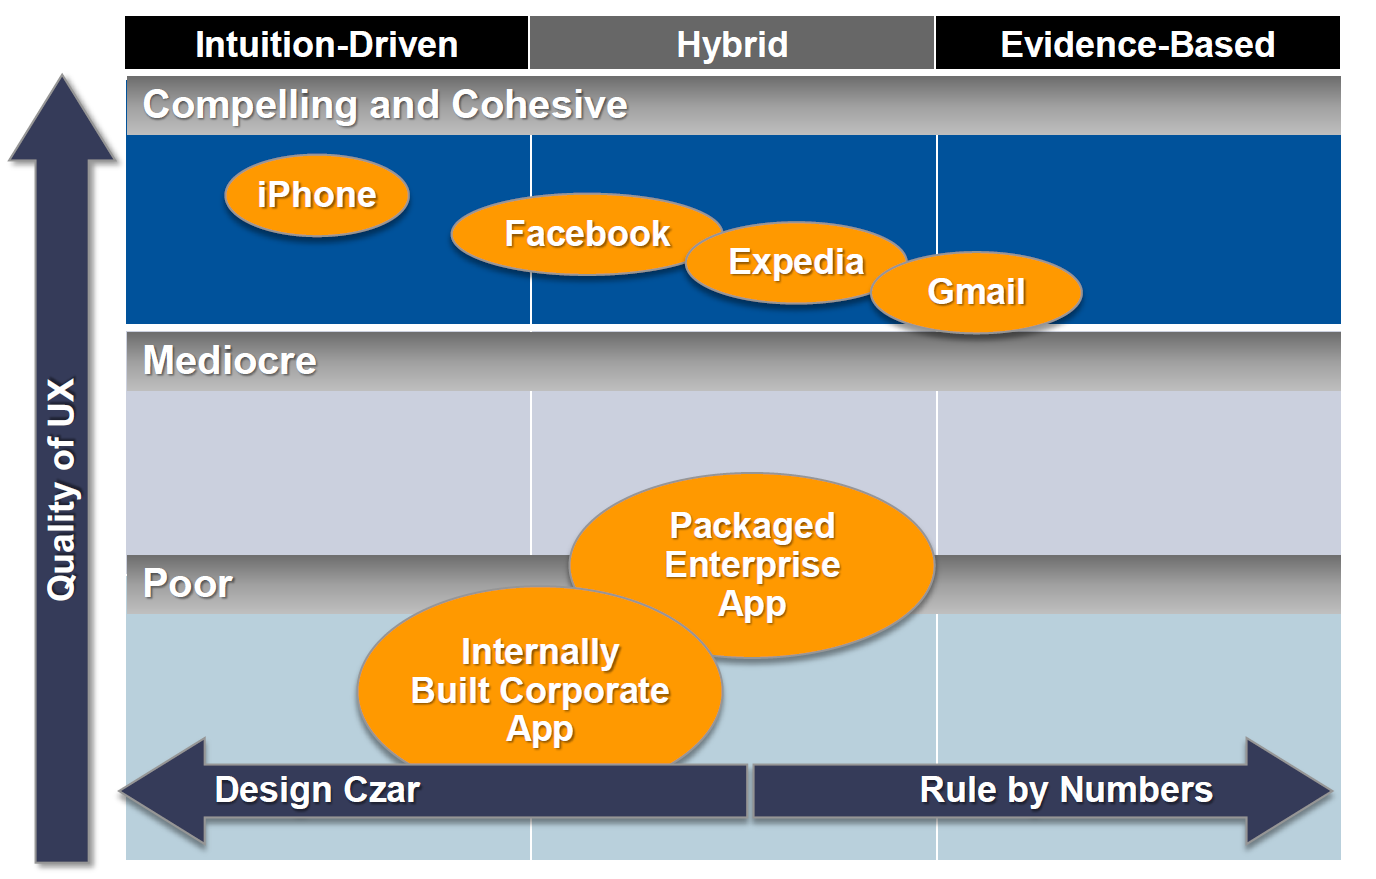 Intuition-Driven
Hybrid
Evidence-Based
Compelling and Cohesive
iPhone
Facebook
Expedia
Gmail
Mediocre
Quality of UX
Packaged
Enterprise
App
Poor
Internally
Built Corporate
App
Design Czar
Rule by Numbers